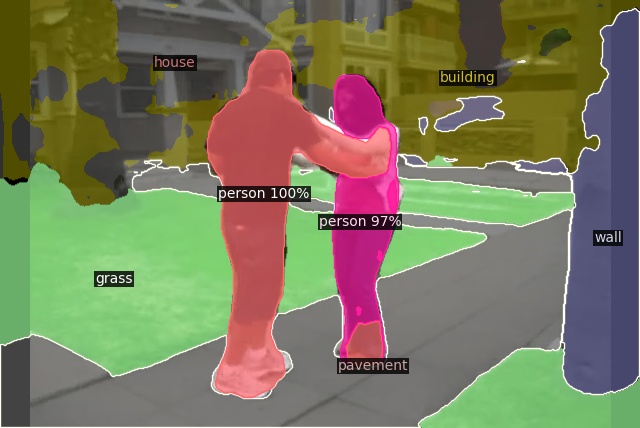 house
building
person 100%
person 97%
wall
grass
pavement